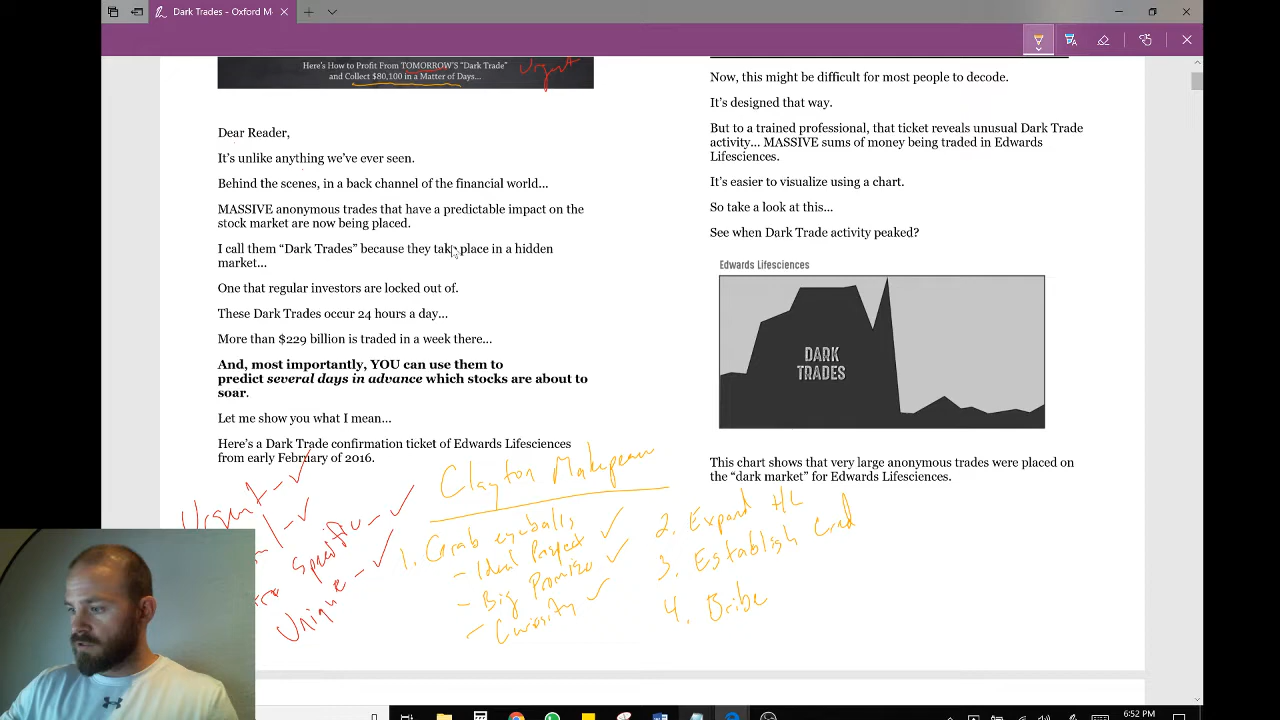 Dark Trades - Oxford M
Here's How to Profit From TOMORROW'S "Dark Trade"
and Collect $80,100 in a Matter of Days...
Urgent
Dear Reader,
It's unlike anything we've ever seen.
Behind the scenes, in a back channel of the financial world...
MASSIVE anonymous trades that have a predictable impact on the
stock market are now being placed.
I call them "Dark Trades" because they take place in a hidden
market...
One that regular investors are locked out of.
These Dark Trades occur 24 hours a day...
More than $229 billion is traded in a week there...
And, most importantly, YOU can use them to
predict several days in advance which stocks are about to
soar.
Let me show you what I mean...
Here's a Dark Trade confirmation ticket of Edwards Lifesciences
from early February of 2016.
Now, this might be difficult for most people to decode.
It's designed that way.
But to a trained professional, that ticket reveals unusual Dark Trade
activity... MASSIVE sums of money being traded in Edwards
Lifesciences.
It's easier to visualize using a chart.
So take a look at this...
See when Dark Trade activity peaked?
Edwards Lifesciences
DARK
TRADES
This chart shows that very large anonymous trades were placed on
the "dark market" for Edwards Lifesciences.
Urgent - ✓
- ✓
Specific - ✓
Unique - ✓
Clayton Makepeace
1. Grab eyeballs
- Ideal Prospect ✓
- Big Promise ✓
- Curiosity ✓
2. Expand HL
3. Establish Cred
4. Bribe
6:52 PM